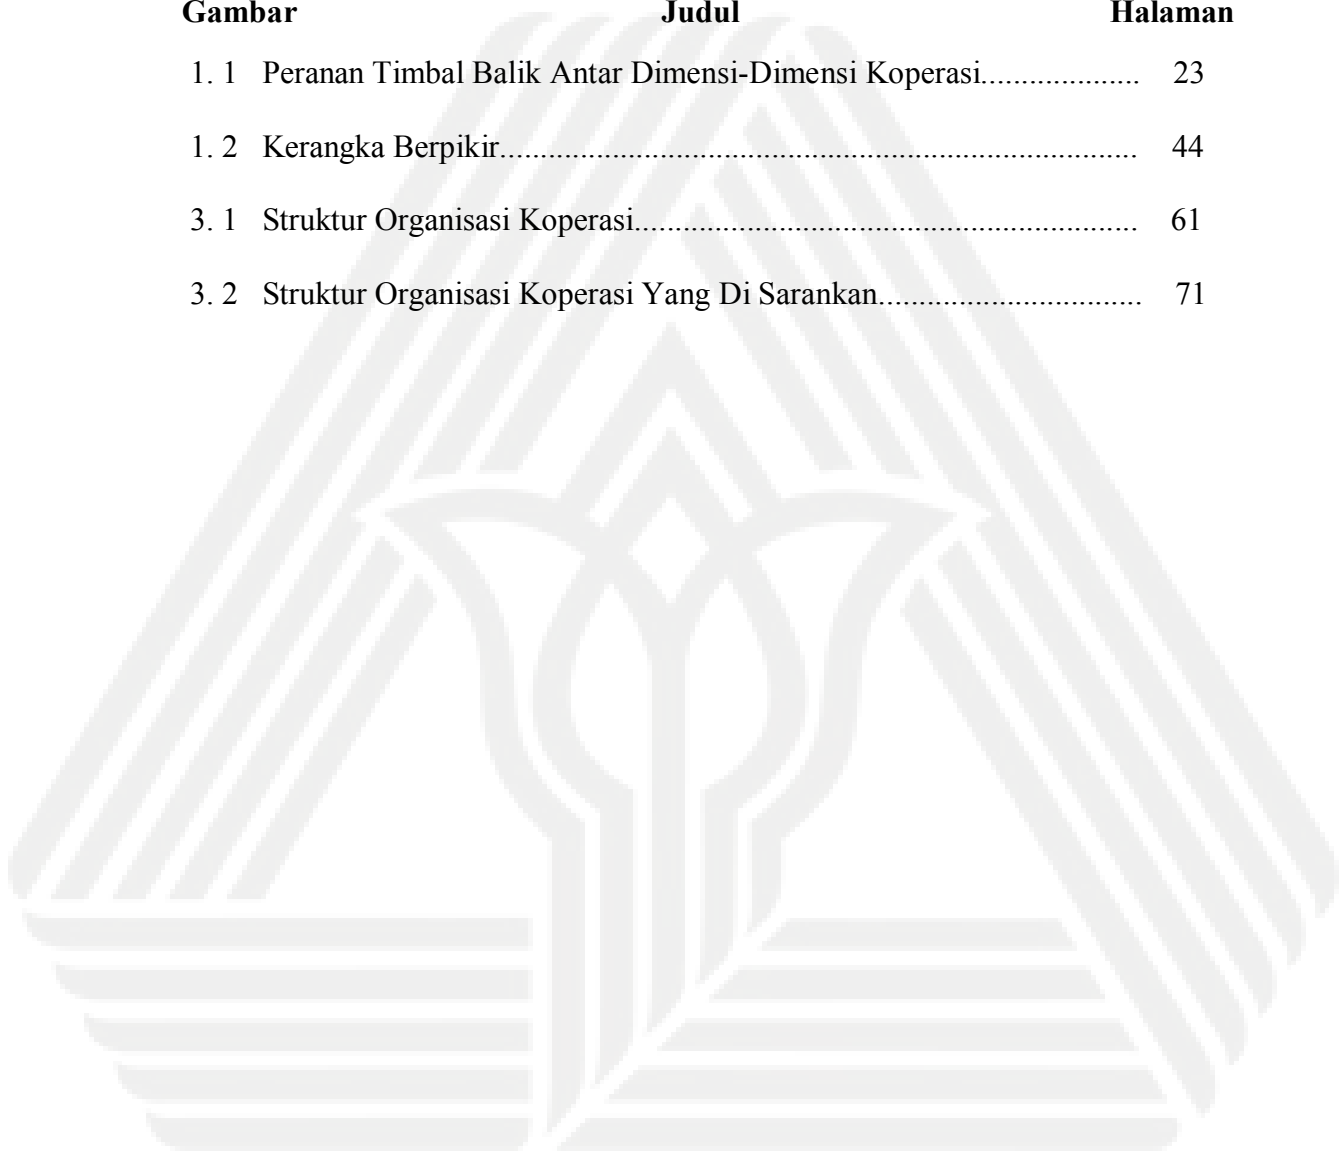 Gambar Judul Halaman
1. 1 Peranan Timbal Balik Antar Dimensi-Dimensi Koperasi................... 23
1. 2 Kerangka Berpikir.............................................................................. 44
3. 1 Struktur Organisasi Koperasi.............................................................. 61
3. 2 Struktur Organisasi Koperasi Yang Di Sarankan................................ 71